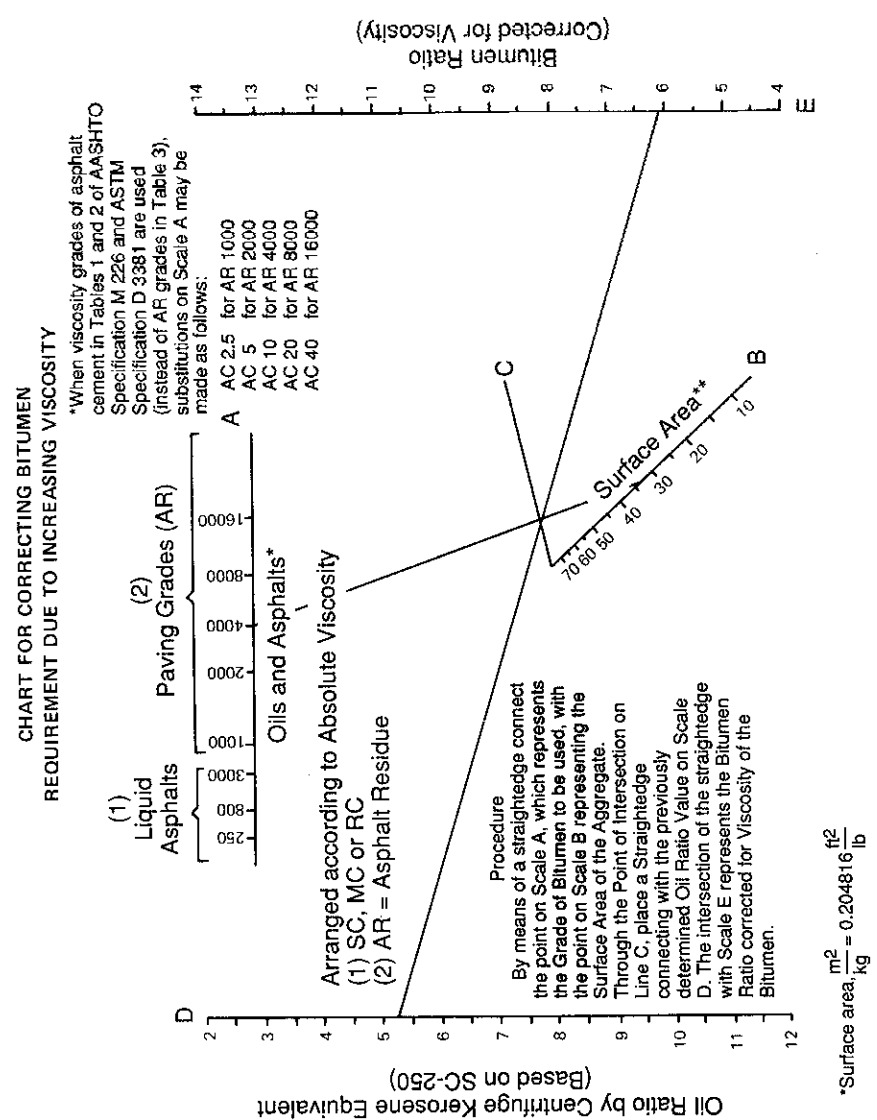 CHART FOR CORRECTING BITUMEN
REQUIREMENT DUE TO INCREASING VISCOSITY
*When viscosity grades of asphalt
cement in Tables 1 and 2 of AASHTO
Specification M 226 and ASTM
Specification D 3381 are used
(instead of AR grades in Table 3),
substitutions on Scale A may be
made as follows:
AC 2.5 for AR 1000
AC 5 for AR 2000
AC 10 for AR 4000
AC 20 for AR 8000
AC 40 for AR 16000
(1)
Liquid
Asphalts
(2)
Paving Grades (AR)
A
250
800
3000
1000
2000
4000
8000
16000
Oils and Asphalts*
Arranged according to Absolute Viscosity
(1) SC, MC or RC
(2) AR = Asphalt Residue
Procedure
By means of a straightedge connect
the point on Scale A, which represents
the Grade of Bitumen to be used, with
the point on Scale B representing the
Surface Area of the Aggregate.
Through the Point of Intersection on
Line C, place a Straightedge
connecting with the previously
determined Oil Ratio Value on Scale
D. The intersection of the straightedge
with Scale E represents the Bitumen
Ratio corrected for Viscosity of the
Bitumen.
D
2
3
4
5
6
7
8
9
10
11
12
Oil Ratio by Centrifuge Kerosene Equivalent
(Based on SC-250)
C
Surface Area**
70
60
50
40
30
20
10
B
14
13
12
11
10
9
8
7
6
5
4
E
Bitumen Ratio
(Corrected for Viscosity)
*Surface area, m2/kg = 0.204816 ft2/lb